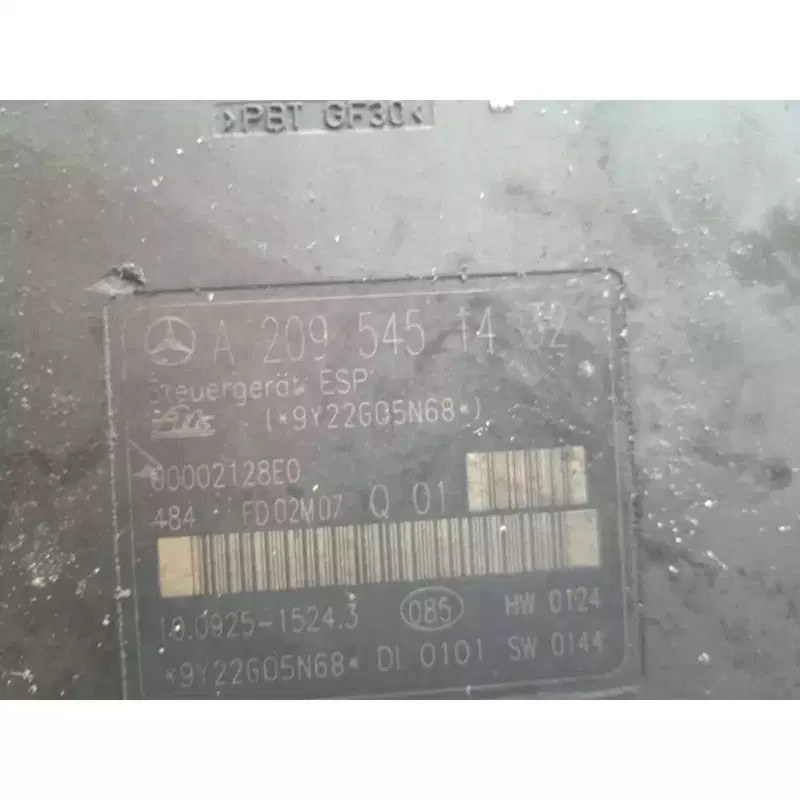 >PBT GF30<
A 209 545 14 32
Steuergerät ESP
Ate (*9Y22G05N68*)
00002128E0
484 FD02M07 Q 01
10.0925-1524.3 085 HW 0124
*9Y22G05N68* DI 0101 SW 0144